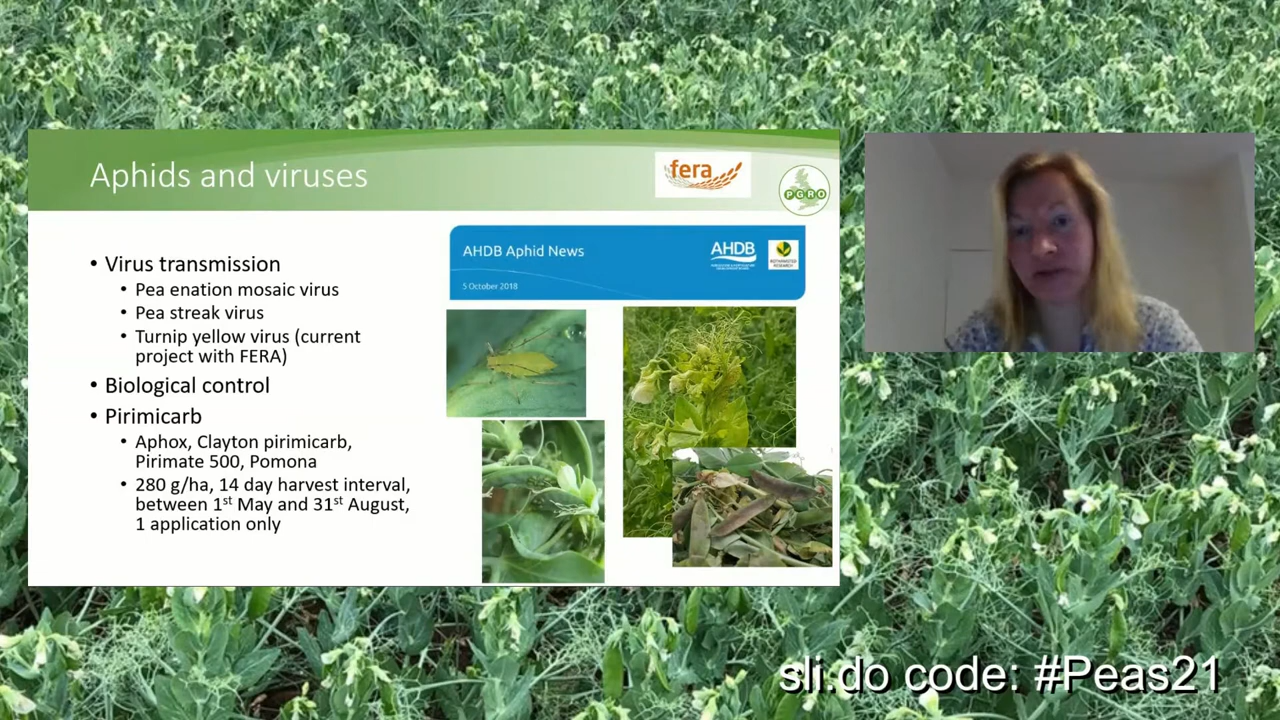 Aphids and viruses
fera
PGRO
• Virus transmission
• Pea enation mosaic virus
• Pea streak virus
• Turnip yellow virus (current
project with FERA)
• Biological control
• Pirimicarb
• Aphox, Clayton pirimicarb,
Pirimate 500, Pomona
• 280 g/ha, 14 day harvest interval,
between 1st May and 31st August,
1 application only
AHDB Aphid News
AHDB
5 October 2018
sli.do code: #Peas21